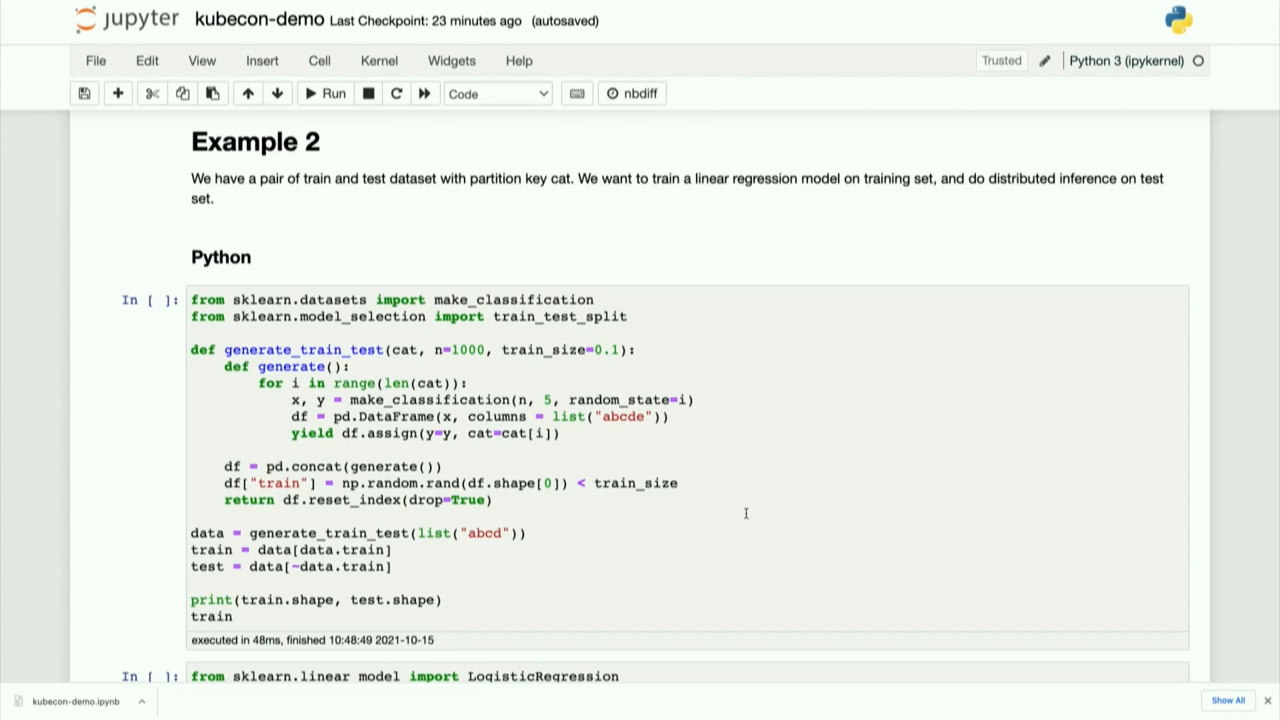 jupyter kubecon-demo Last Checkpoint: 23 minutes ago (autosaved)
File Edit View Insert Cell Kernel Widgets Help Trusted Python 3 (ipykernel)
Run Code nbdiff
Example 2
We have a pair of train and test dataset with partition key cat. We want to train a linear regression model on training set, and do distributed inference on test
set.
Python
In [ ]: from sklearn.datasets import make_classification
from sklearn.model_selection import train_test_split
def generate_train_test(cat, n=1000, train_size=0.1):
    def generate():
        for i in range(len(cat)):
            x, y = make_classification(n, 5, random_state=i)
            df = pd.DataFrame(x, columns = list("abcde"))
            yield df.assign(y=y, cat=cat[i])
    df = pd.concat(generate())
    df["train"] = np.random.rand(df.shape[0]) < train_size
    return df.reset_index(drop=True)
data = generate_train_test(list("abcd"))
train = data[data.train]
test = data[~data.train]
print(train.shape, test.shape)
train
executed in 48ms, finished 10:48:49 2021-10-15
In [ ]: from sklearn.linear_model import LogisticRegression
kubecon-demo.ipynb Show All